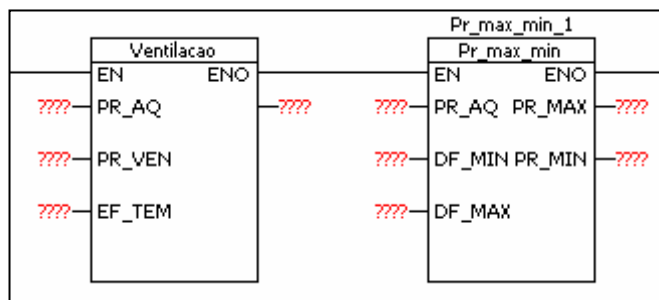 Pr_max_min_1
Ventilacao Pr_max_min
EN ENO EN ENO
???? PR_AQ ???? ???? PR_AQ PR_MAX ????
???? PR_VEN ???? DF_MIN PR_MIN ????
???? EF_TEM ???? DF_MAX